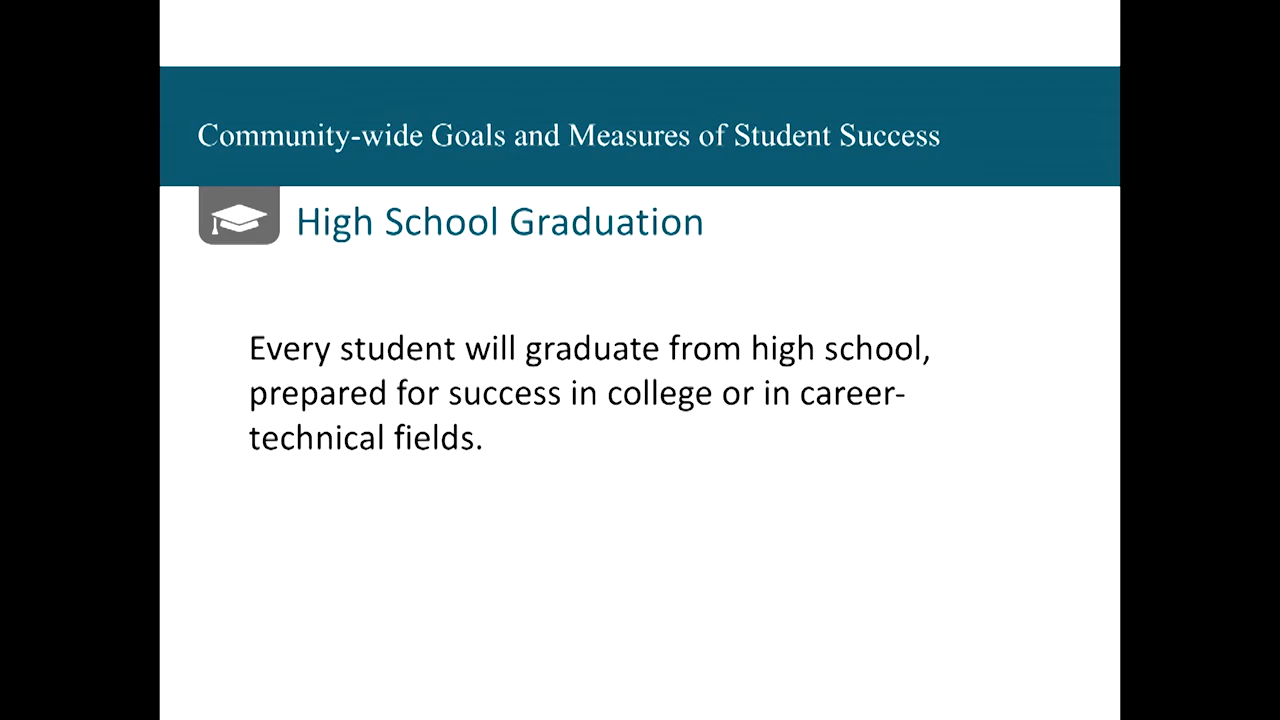 Community-wide Goals and Measures of Student Success
High School Graduation
Every student will graduate from high school,
prepared for success in college or in career-
technical fields.